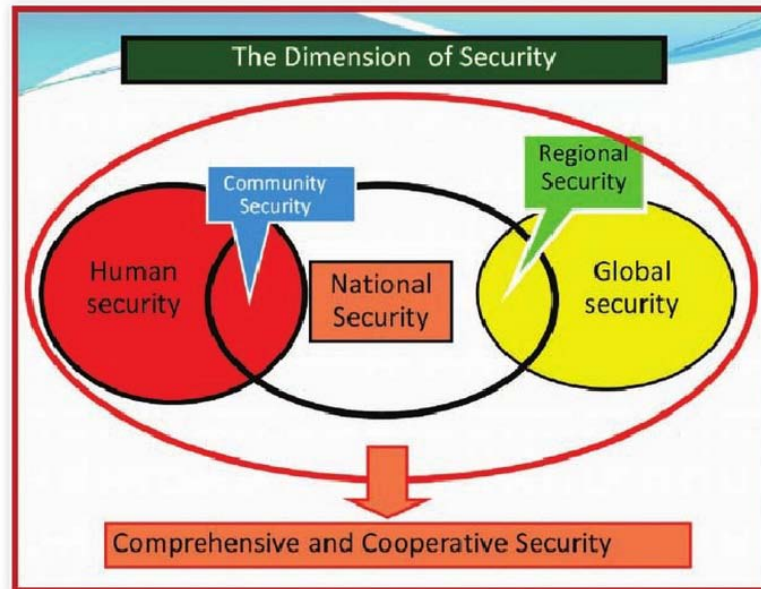 The Dimension of Security
Community
Security
Regional
Security
Human
security
National
Security
Global
security
Comprehensive and Cooperative Security